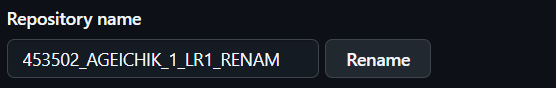 Repository name
453502_AGEICHIK_1_LR1_RENAM Rename